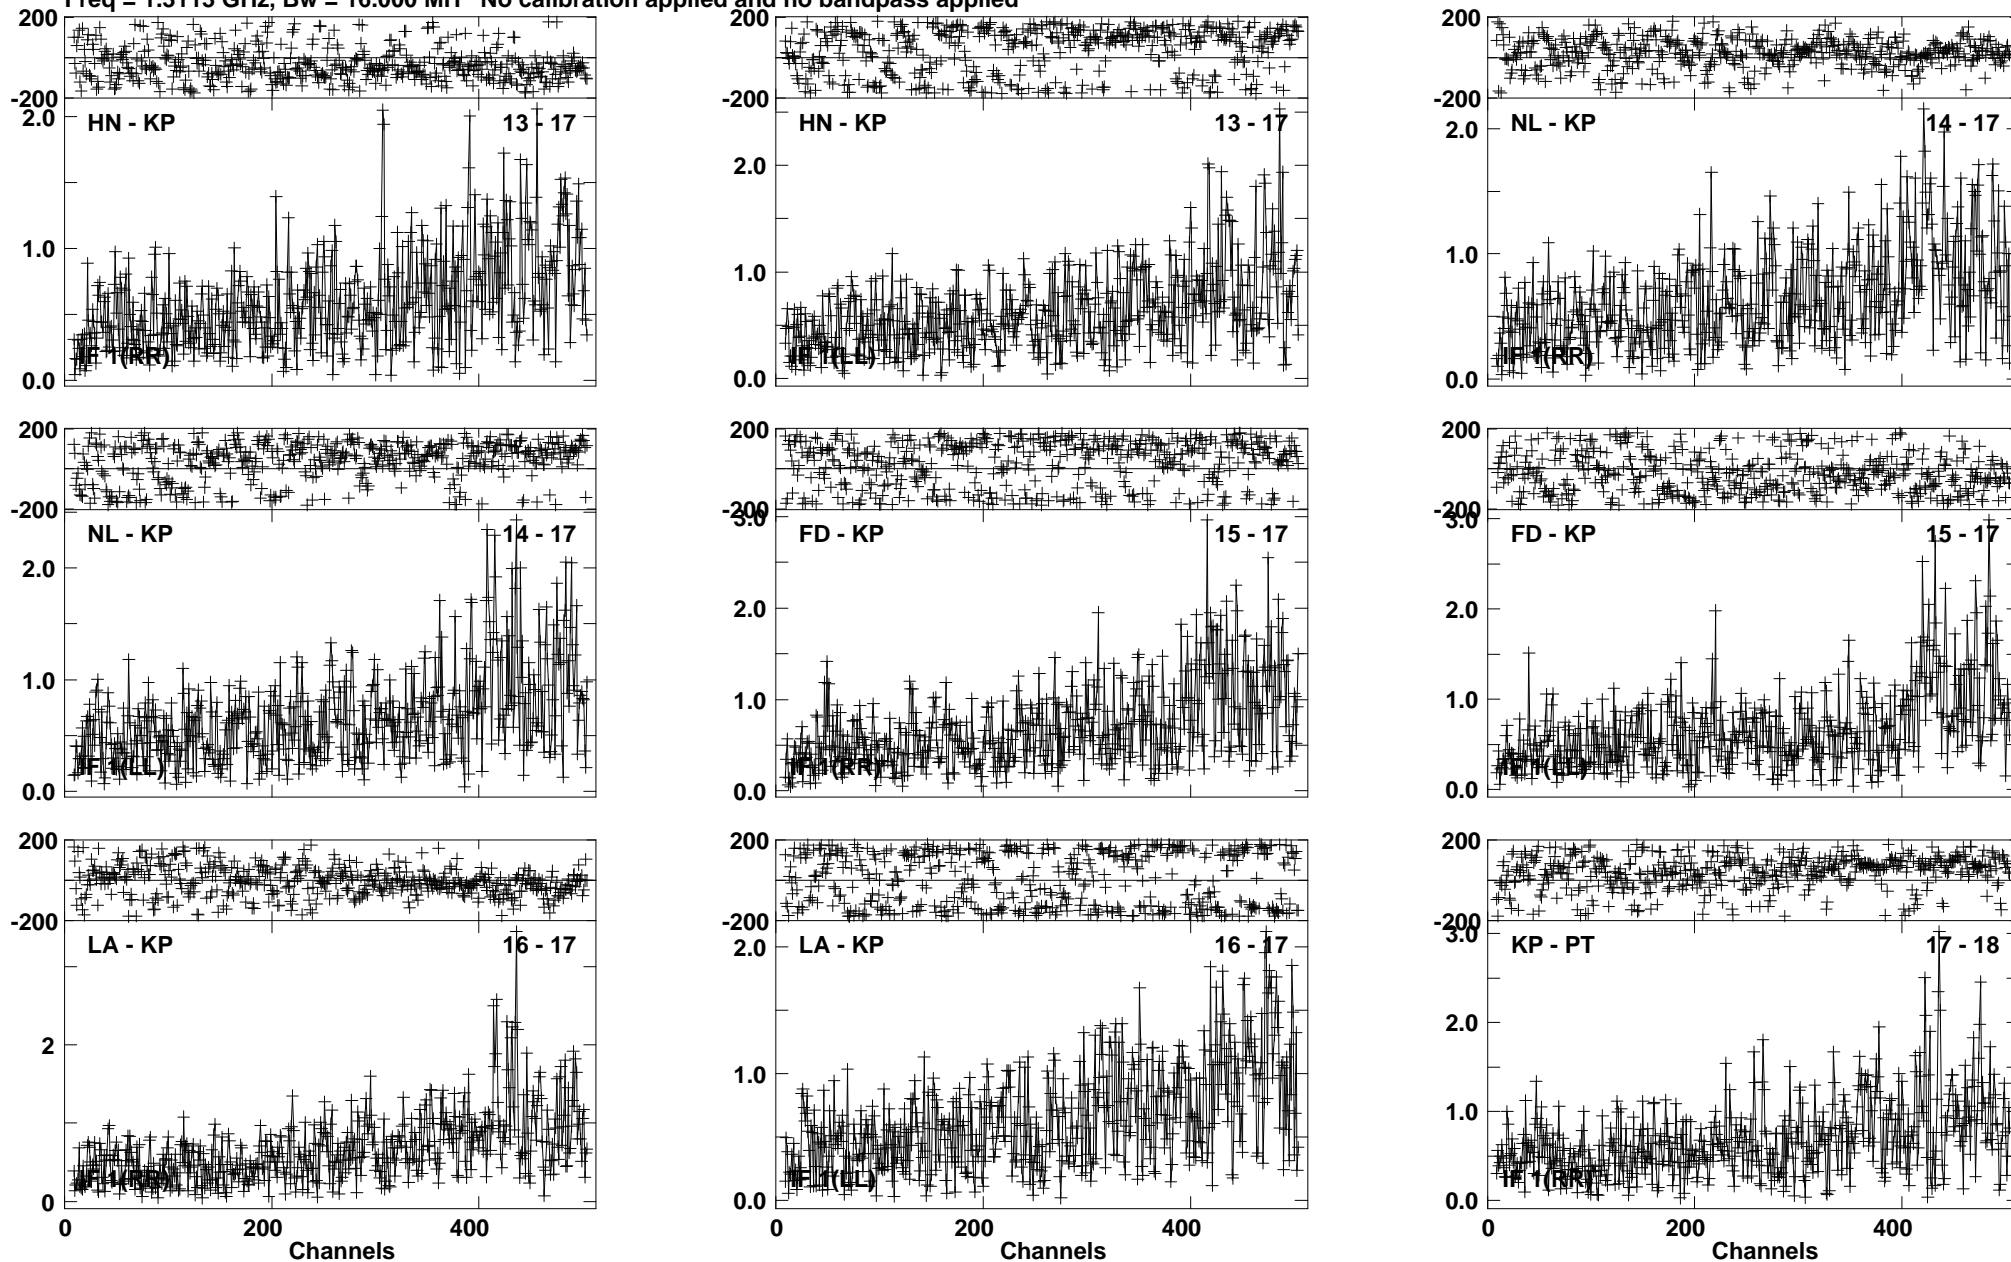 Freq = 1.3113 GHz, Bw = 16.000 MH No calibration applied and no bandpass applied
200
-200
HN - KP 13 - 17
2.0
1.0
0.0
IF 1(RR)
200
-200
HN - KP 13 - 17
2.0
1.0
0.0
IF 1(LL)
200
-200
NL - KP 14 - 17
2.0
1.0
0.0
IF 1(RR)
200
-200
NL - KP 14 - 17
2.0
1.0
0.0
IF 1(LL)
200
-200
3.0
FD - KP 15 - 17
2.0
1.0
0.0
IF 1(RR)
200
-200
3.0
FD - KP 15 - 17
2.0
1.0
0.0
IF 1(LL)
200
-200
LA - KP 16 - 17
2
0
IF 1(RR)
0 200 400
Channels
200
-200
LA - KP 16 - 17
2.0
1.0
0.0
IF 1(LL)
0 200 400
Channels
200
-200
3.0
KP - PT 17 - 18
2.0
1.0
0.0
IF 1(RR)
0 200 400
Channels